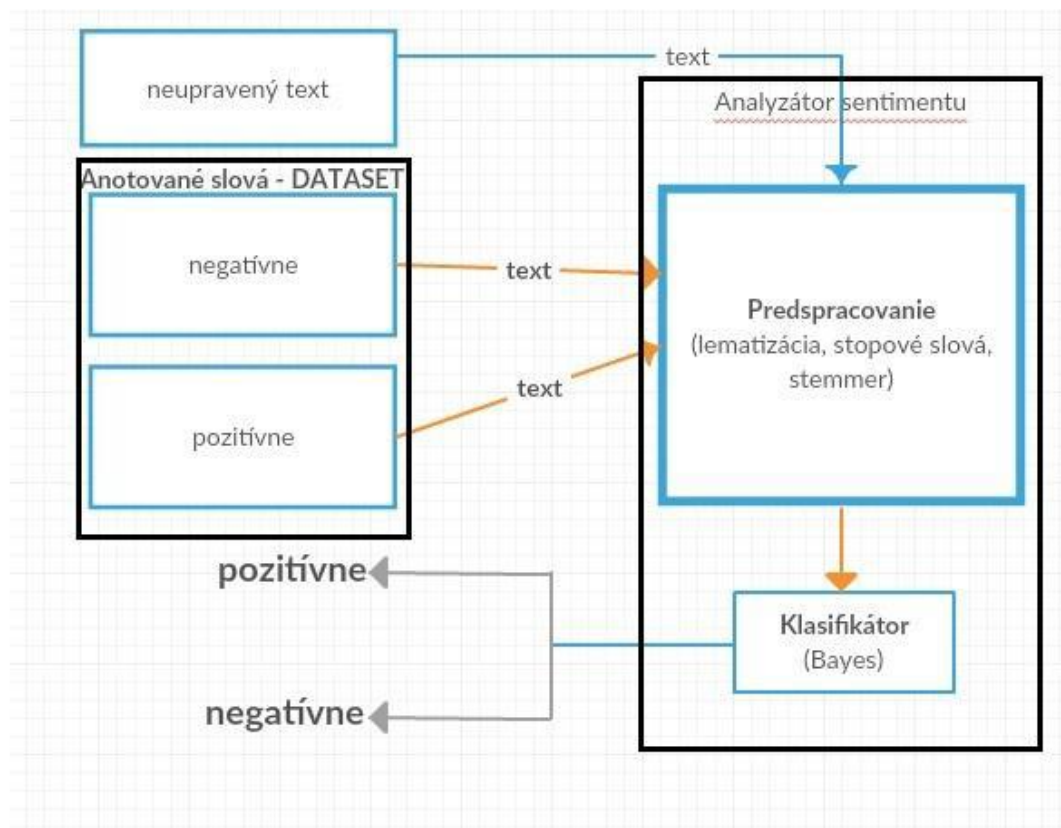 neupravený text
text
Analyzátor sentimentu
Anotované slová - DATASET
negatívne
text
Predspracovanie
(lematizácia, stopové slová,
stemmer)
text
pozitívne
pozitívne
Klasifikátor
(Bayes)
negatívne